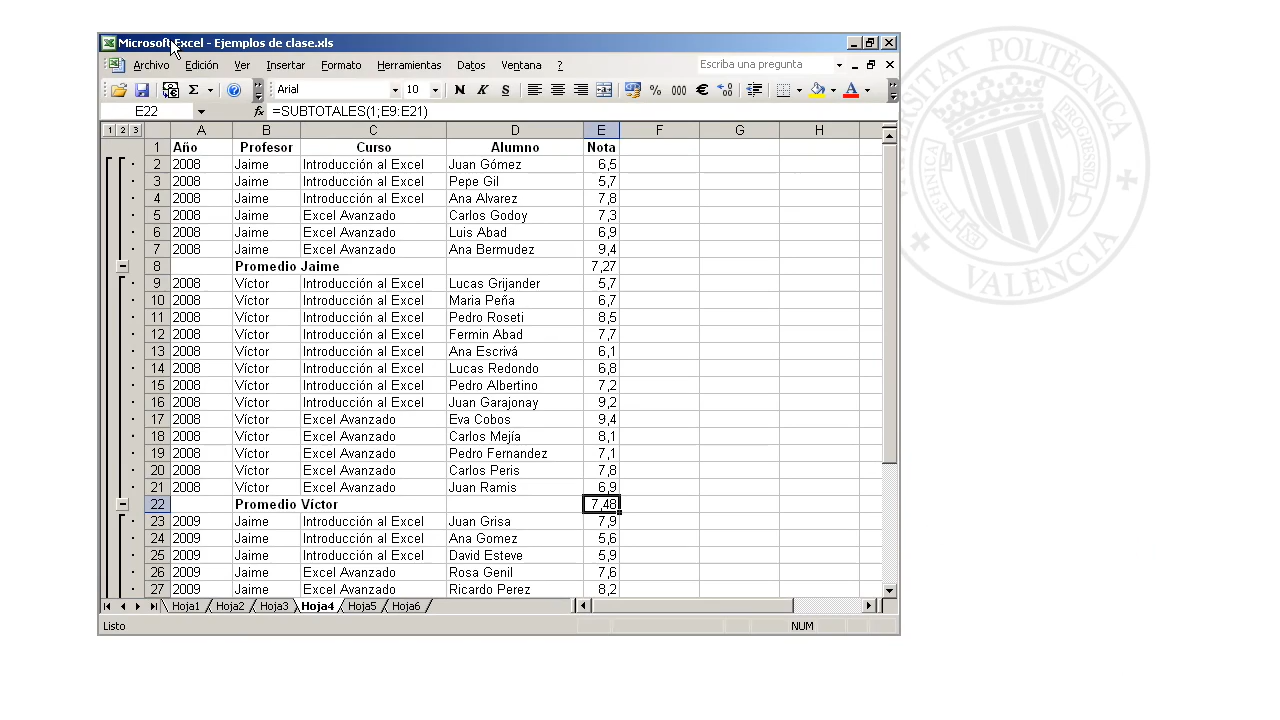 Microsoft Excel - Ejemplos de clase.xls
Archivo Edición Ver Insertar Formato Herramientas Datos Ventana ? Escriba una pregunta
Arial 10 N K S % 000 €
E22 fx =SUBTOTALES(1;E9:E21)
1 2 3 A B C D E F G H
1 Año Profesor Curso Alumno Nota
2 2008 Jaime Introducción al Excel Juan Gómez 6,5
3 2008 Jaime Introducción al Excel Pepe Gil 5,7
4 2008 Jaime Introducción al Excel Ana Alvarez 7,8
5 2008 Jaime Excel Avanzado Carlos Godoy 7,3
6 2008 Jaime Excel Avanzado Luis Abad 6,9
7 2008 Jaime Excel Avanzado Ana Bermudez 9,4
8 Promedio Jaime 7,27
9 2008 Víctor Introducción al Excel Lucas Grijander 5,7
10 2008 Víctor Introducción al Excel Maria Peña 6,7
11 2008 Víctor Introducción al Excel Pedro Roseti 8,5
12 2008 Víctor Introducción al Excel Fermin Abad 7,7
13 2008 Víctor Introducción al Excel Ana Escrivá 6,1
14 2008 Víctor Introducción al Excel Lucas Redondo 6,8
15 2008 Víctor Introducción al Excel Pedro Albertino 7,2
16 2008 Víctor Introducción al Excel Juan Garajonay 9,2
17 2008 Víctor Excel Avanzado Eva Cobos 9,4
18 2008 Víctor Excel Avanzado Carlos Mejía 8,1
19 2008 Víctor Excel Avanzado Pedro Fernandez 7,1
20 2008 Víctor Excel Avanzado Carlos Peris 7,8
21 2008 Víctor Excel Avanzado Juan Ramis 6,9
22 Promedio Víctor 7,48
23 2009 Jaime Introducción al Excel Juan Grisa 7,9
24 2009 Jaime Introducción al Excel Ana Gomez 5,6
25 2009 Jaime Introducción al Excel David Esteve 5,9
26 2009 Jaime Excel Avanzado Rosa Genil 7,6
27 2009 Jaime Excel Avanzado Ricardo Perez 8,2
Hoja1 Hoja2 Hoja3 Hoja4 Hoja5 Hoja6
Listo NUM
POLITÈCNICA
VALÈNCIA